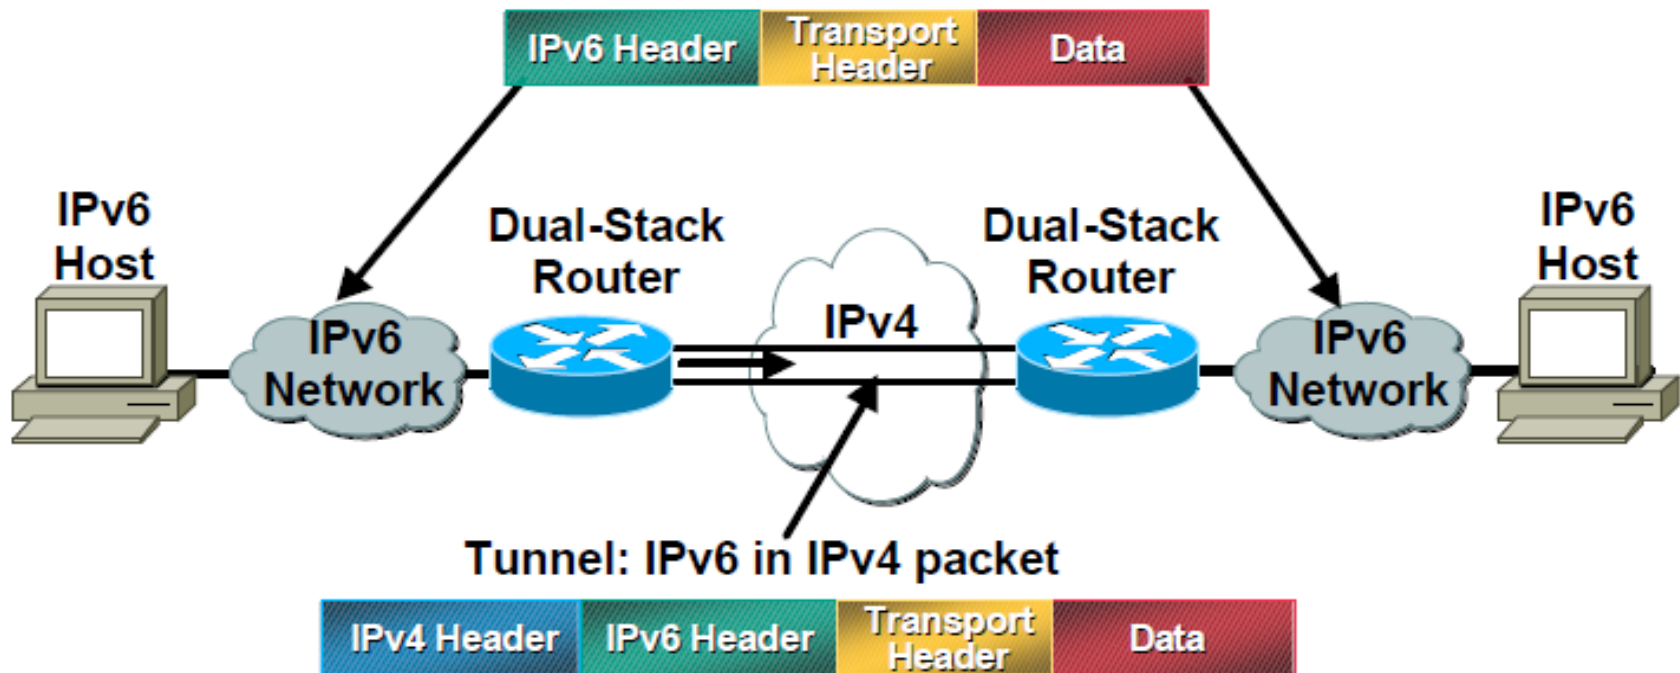 IPv6 Header
Transport
Header
Data
IPv6
Host
Dual-Stack
Router
Dual-Stack
Router
IPv6
Host
IPv6
Network
IPv4
IPv6
Network
Tunnel: IPv6 in IPv4 packet
IPv4 Header
IPv6 Header
Transport
Header
Data